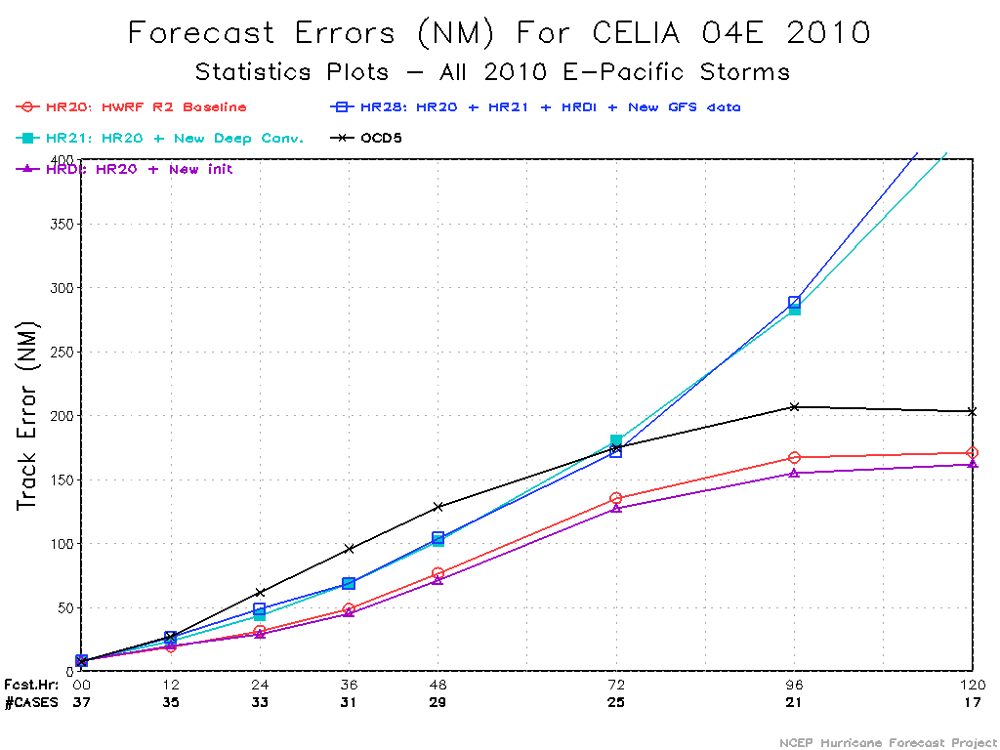 Forecast Errors (NM) For CELIA 04E 2010
Statistics Plots - All 2010 E-Pacific Storms
HR20: HWRF R2 Baseline
HR28: HR20 + HR21 + HRDI + New GFS data
HR21: HR20 + New Deep Conv.
OCD5
HRDI: HR20 + New init
400
350
300
250
200
150
100
50
0
Track Error (NM)
Fcst.Hr: 00 12 24 36 48 72 96 120
#CASES 37 35 33 31 29 25 21 17
NCEP Hurricane Forecast Project